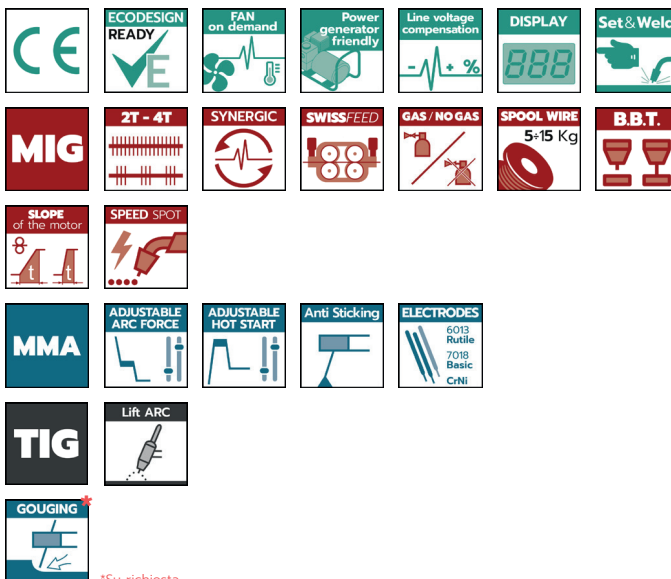 CE
ECODESIGN
READY
E
FAN
on demand
Power
generator
friendly
Line voltage
compensation
- + %
DISPLAY
888
Set&Weld
MIG
2T - 4T
SYNERGIC
SWISSFEED
GAS / NO GAS
SPOOL WIRE
5÷15 Kg
B.B.T.
SLOPE
of the motor
t t
SPEED SPOT
MMA
ADJUSTABLE
ARC FORCE
ADJUSTABLE
HOT START
Anti Sticking
ELECTRODES
6013
Rutile
7018
Basic
CrNi
TIG
Lift ARC
GOUGING *
*Su richiesta